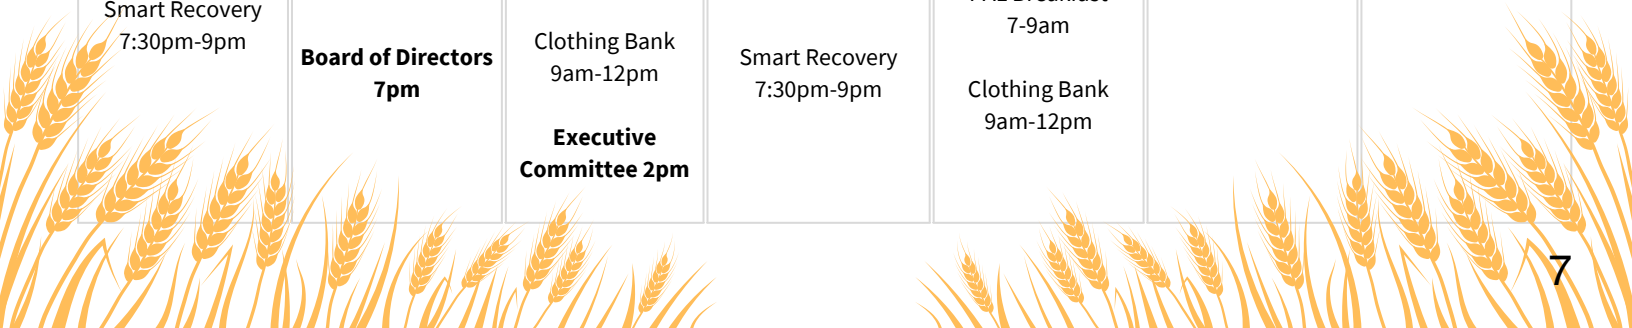 Smart Recovery
7:30pm-9pm
Board of Directors
7pm
Clothing Bank
9am-12pm
Executive
Committee 2pm
Smart Recovery
7:30pm-9pm
7-9am
Clothing Bank
9am-12pm
7